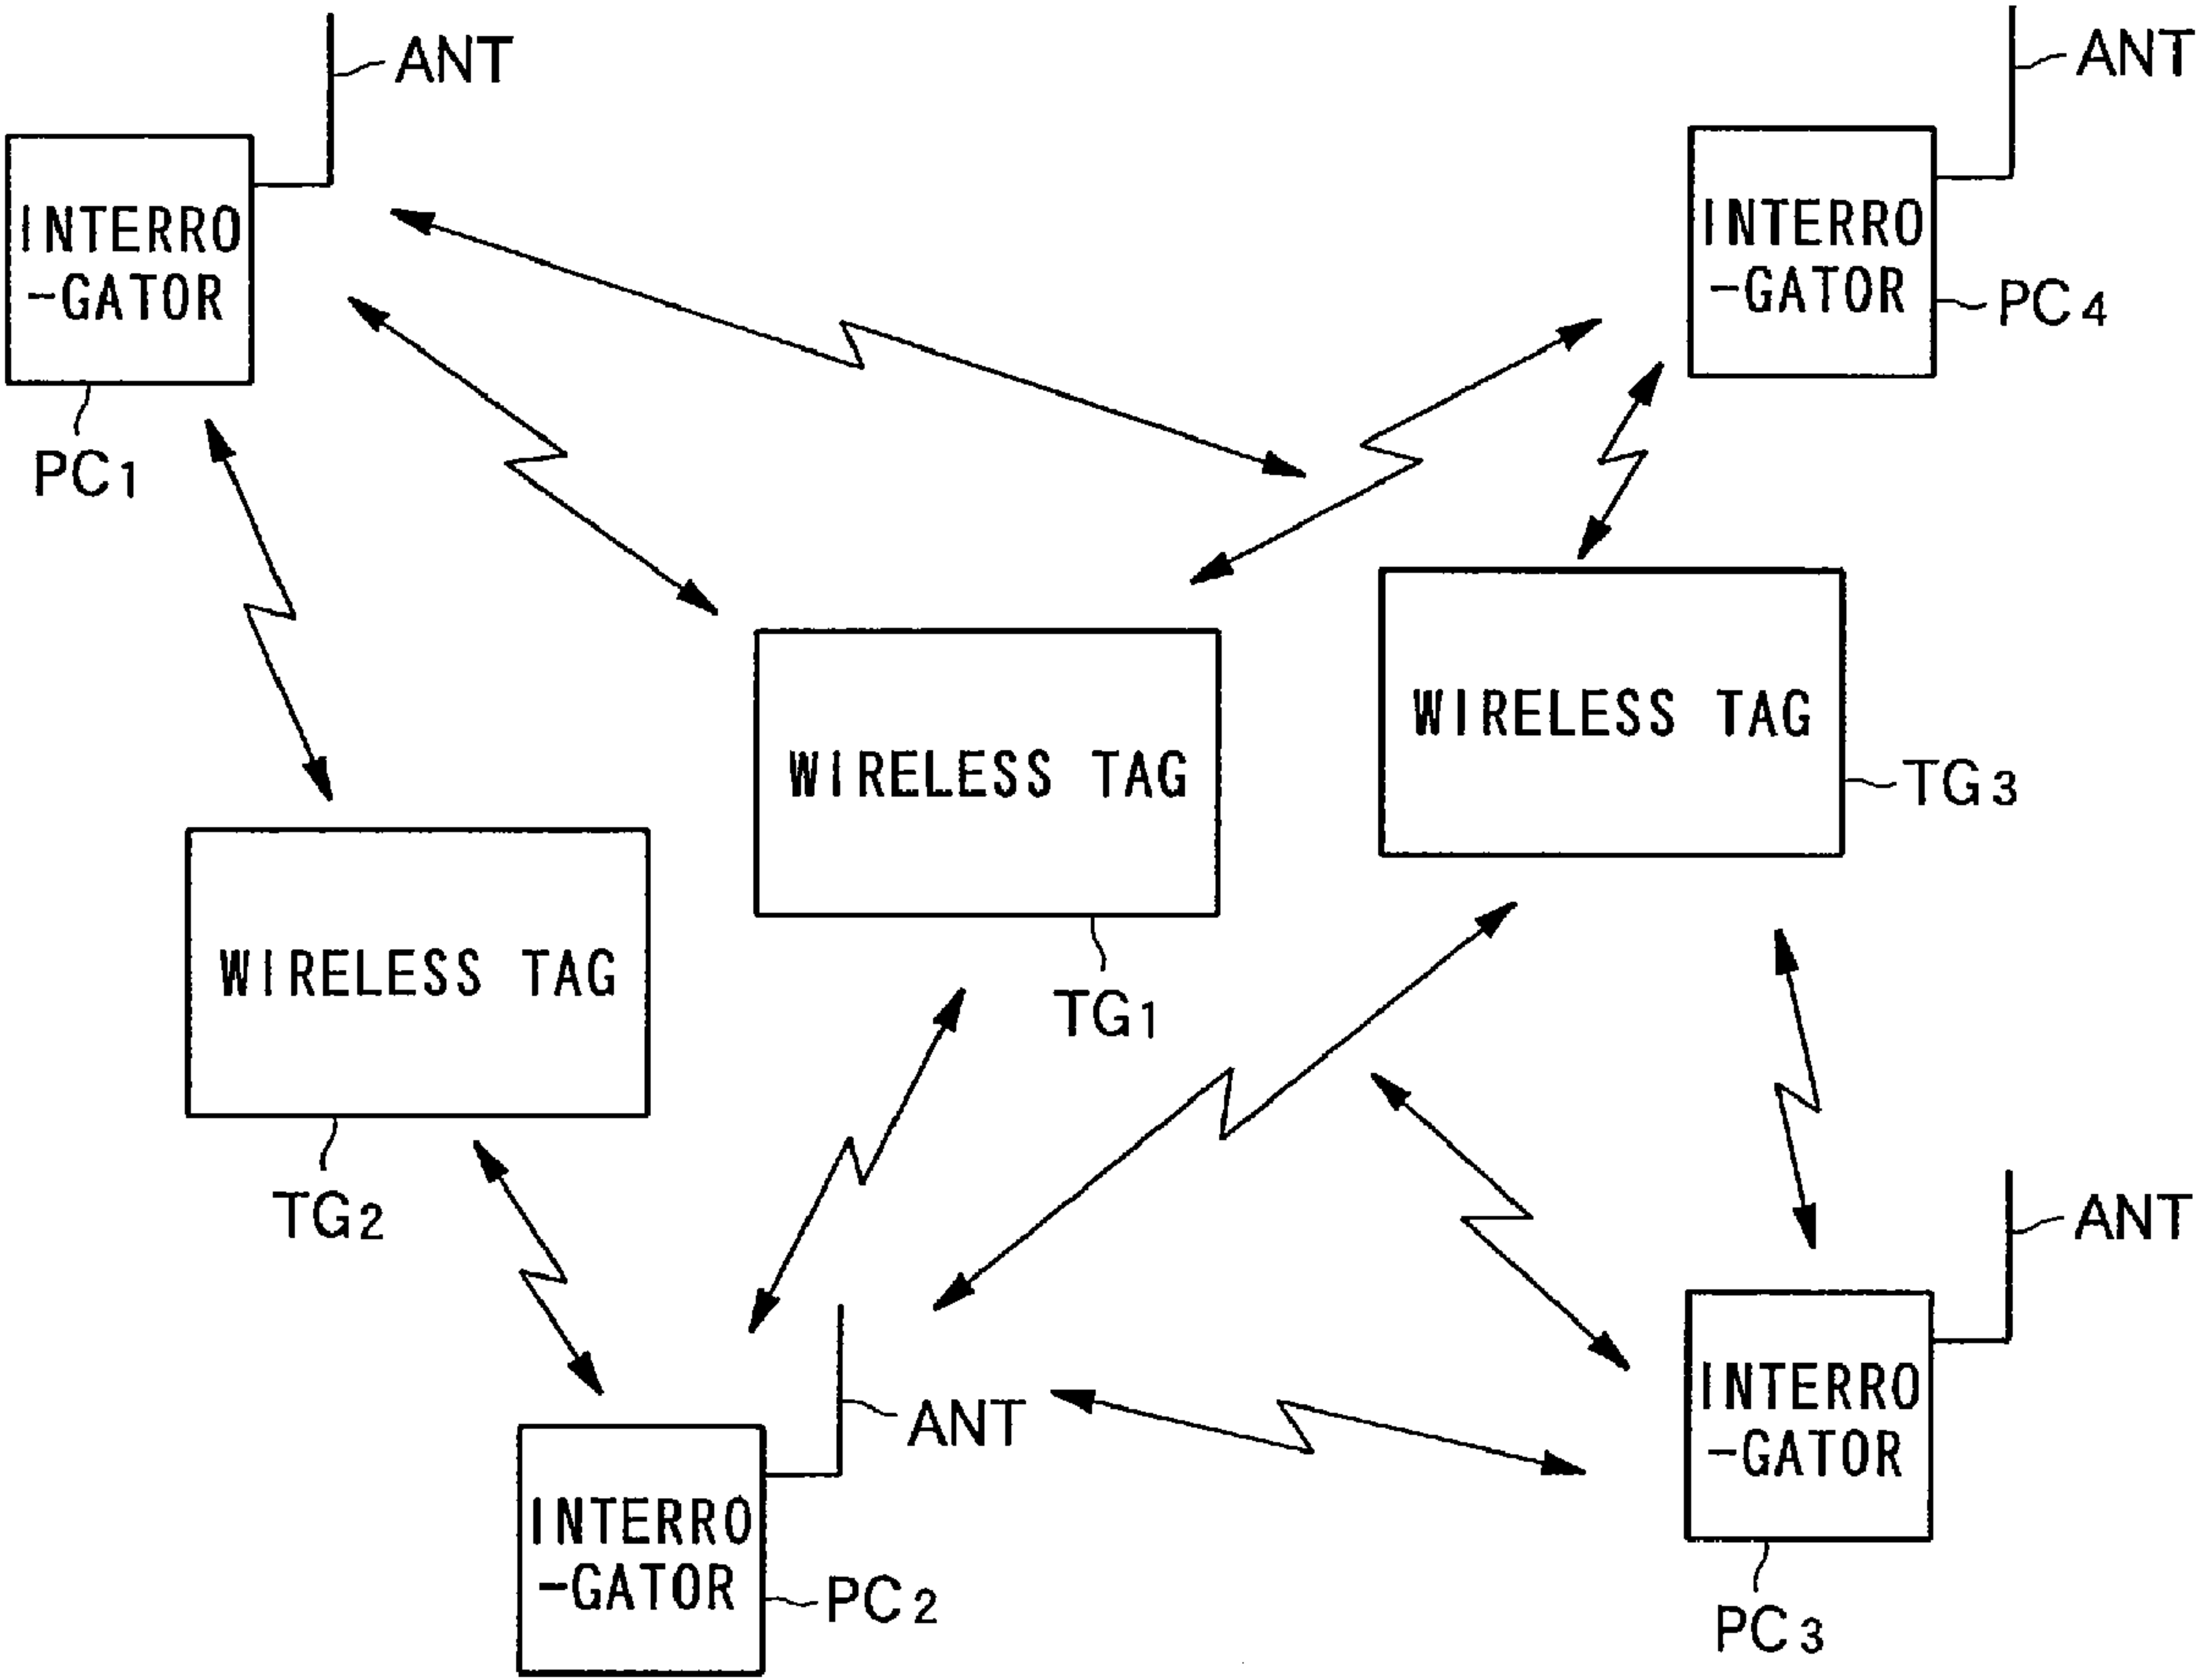 ANT
ANT
INTERRO
-GATOR
INTERRO
-GATOR
PC4
PC1
WIRELESS TAG
WIRELESS TAG
TG3
WIRELESS TAG
TG1
TG2
ANT
INTERRO
-GATOR
ANT
INTERRO
-GATOR
PC2
PC3